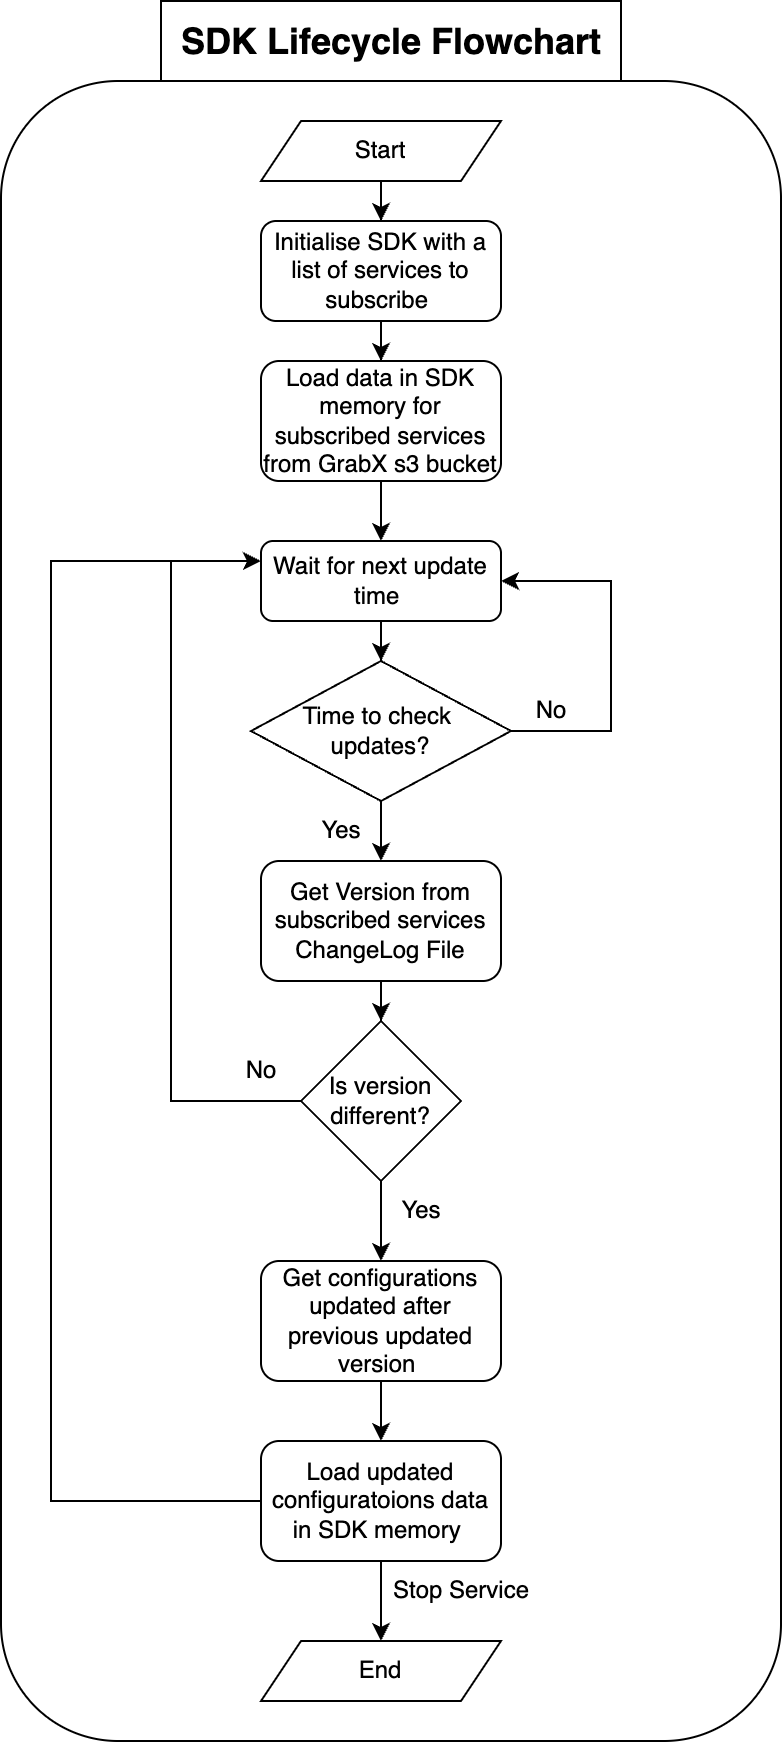 SDK Lifecycle Flowchart
Start
Initialise SDK with a
list of services to
subscribe
Load data in SDK
memory for
subscribed services
from GrabX s3 bucket
Wait for next update
time
Time to check
updates?
No
Yes
Get Version from
subscribed services
ChangeLog File
No
Is version
different?
Yes
Get configurations
updated after
previous updated
version
Load updated
configuratoions data
in SDK memory
Stop Service
End